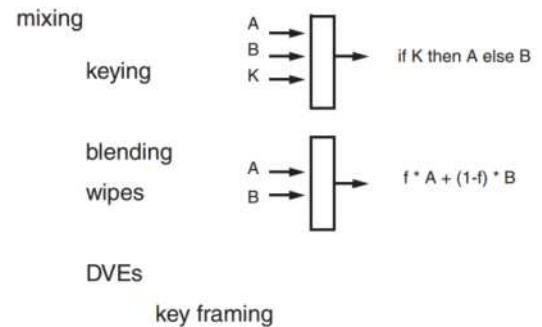 mixing
keying
A
B
K
if K then A else B
blending
wipes
A
B
f * A + (1-f) * B
DVEs
key framing